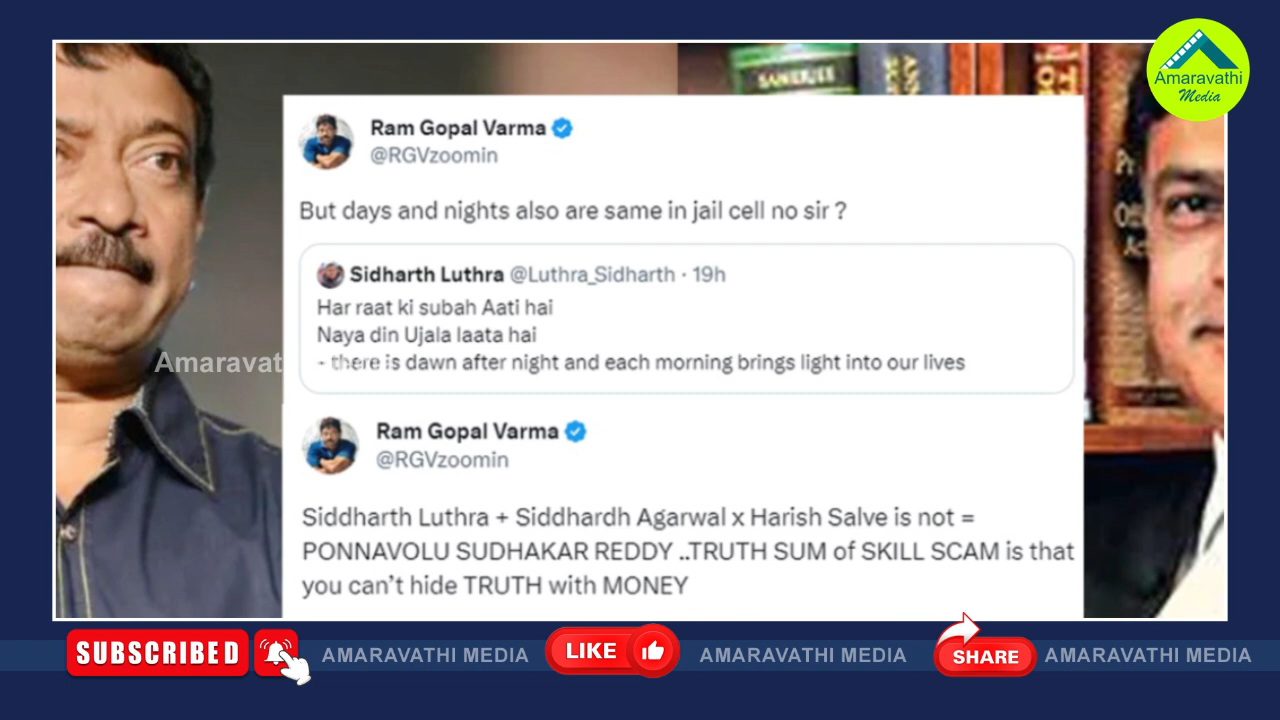 Amaravathi
Media
SANERJEE
Ram Gopal Varma
@RGVzoomin
But days and nights also are same in jail cell no sir ?
Sidharth Luthra @Luthra_Sidharth · 19h
Har raat ki subah Aati hai
Naya din Ujala laata hai
- there is dawn after night and each morning brings light into our lives
Amaravat
Ram Gopal Varma
@RGVzoomin
Siddharth Luthra + Siddhardh Agarwal x Harish Salve is not =
PONNAVOLU SUDHAKAR REDDY ..TRUTH SUM of SKILL SCAM is that
you can't hide TRUTH with MONEY
SUBSCRIBED
AMARAVATHI MEDIA
LIKE
AMARAVATHI MEDIA
SHARE
AMARAVATHI MEDIA